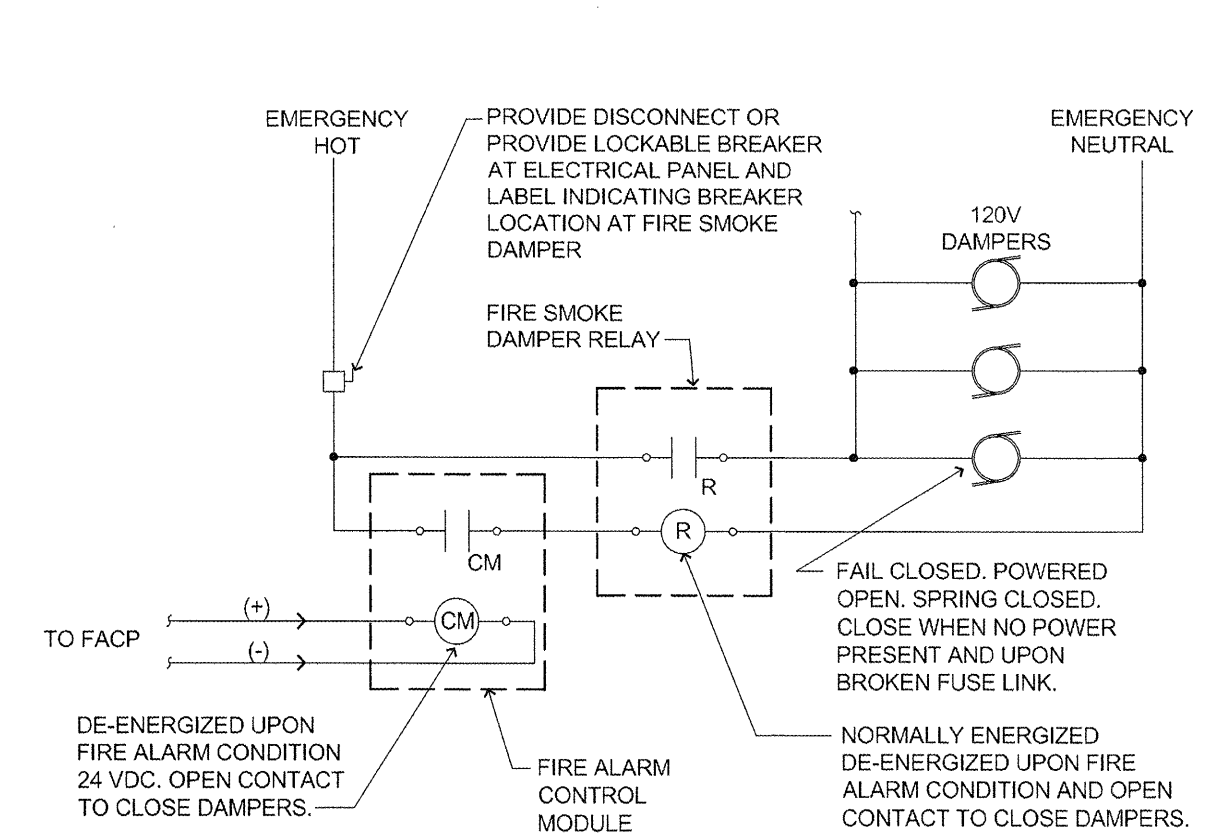 EMERGENCY
HOT
PROVIDE DISCONNECT OR
PROVIDE LOCKABLE BREAKER
AT ELECTRICAL PANEL AND
LABEL INDICATING BREAKER
LOCATION AT FIRE SMOKE
DAMPER
EMERGENCY
NEUTRAL
120V
DAMPERS
FIRE SMOKE
DAMPER RELAY
R
R
CM
CM
(+)
(-)
TO FACP
FAIL CLOSED. POWERED
OPEN. SPRING CLOSED.
CLOSE WHEN NO POWER
PRESENT AND UPON
BROKEN FUSE LINK.
DE-ENERGIZED UPON
FIRE ALARM CONDITION
24 VDC. OPEN CONTACT
TO CLOSE DAMPERS.
FIRE ALARM
CONTROL
MODULE
NORMALLY ENERGIZED
DE-ENERGIZED UPON FIRE
ALARM CONDITION AND OPEN
CONTACT TO CLOSE DAMPERS.